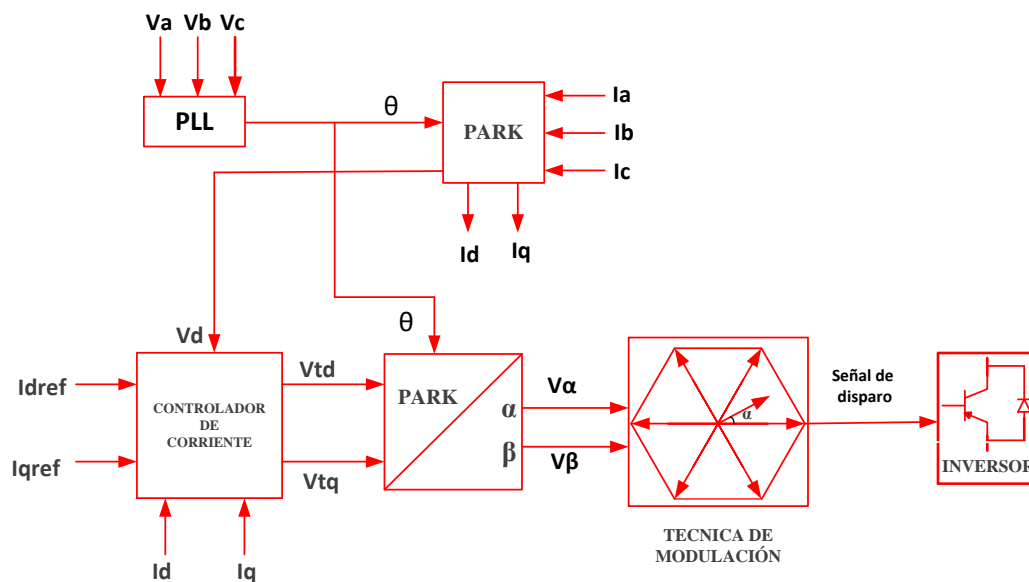 Va Vb Vc
PLL
θ
PARK
Ia
Ib
Ic
Id Iq
Vd
θ
Idref
Iqref
CONTROLADOR
DE
CORRIENTE
Vtd
Vtq
Id Iq
PARK
α
β
Vα
Vβ
α
TECNICA DE
MODULACIÓN
Señal de
disparo
INVERSOR